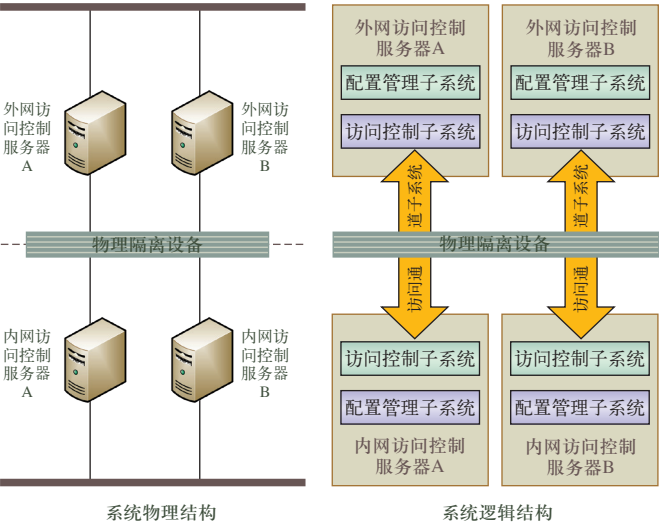 外网访
问控制
服务器
A
外网访
问控制
服务器
B
物理隔离设备
内网访
问控制
服务器
A
内网访
问控制
服务器
B
系统物理结构
外网访问控制
服务器A
配置管理子系统
访问控制子系统
外网访问控制
服务器B
配置管理子系统
访问控制子系统
道子系统
道子系统
物理隔离设备
访问通
访问通
访问控制子系统
配置管理子系统
内网访问控制
服务器A
访问控制子系统
配置管理子系统
内网访问控制
服务器B
系统逻辑结构